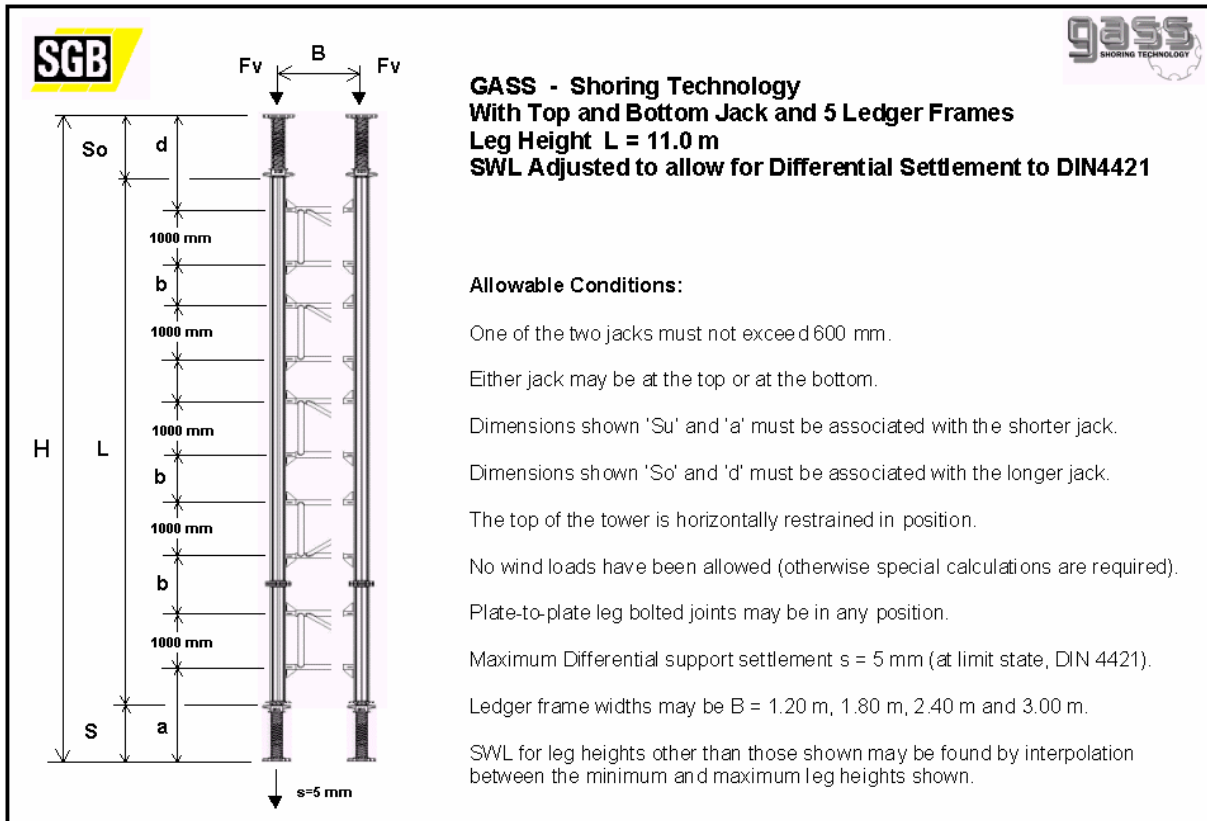 SGB
gass
SHORING TECHNOLOGY
Fv
B
Fv
GASS - Shoring Technology
With Top and Bottom Jack and 5 Ledger Frames
Leg Height L = 11.0 m
SWL Adjusted to allow for Differential Settlement to DIN4421
So
d
1000 mm
b
1000 mm
1000 mm
b
1000 mm
b
1000 mm
H
L
S
a
s=5 mm
Allowable Conditions:
One of the two jacks must not exceed 600 mm.
Either jack may be at the top or at the bottom.
Dimensions shown 'Su' and 'a' must be associated with the shorter jack.
Dimensions shown 'So' and 'd' must be associated with the longer jack.
The top of the tower is horizontally restrained in position.
No wind loads have been allowed (otherwise special calculations are required).
Plate-to-plate leg bolted joints may be in any position.
Maximum Differential support settlement s = 5 mm (at limit state, DIN 4421).
Ledger frame widths may be B = 1.20 m, 1.80 m, 2.40 m and 3.00 m.
SWL for leg heights other than those shown may be found by interpolation
between the minimum and maximum leg heights shown.